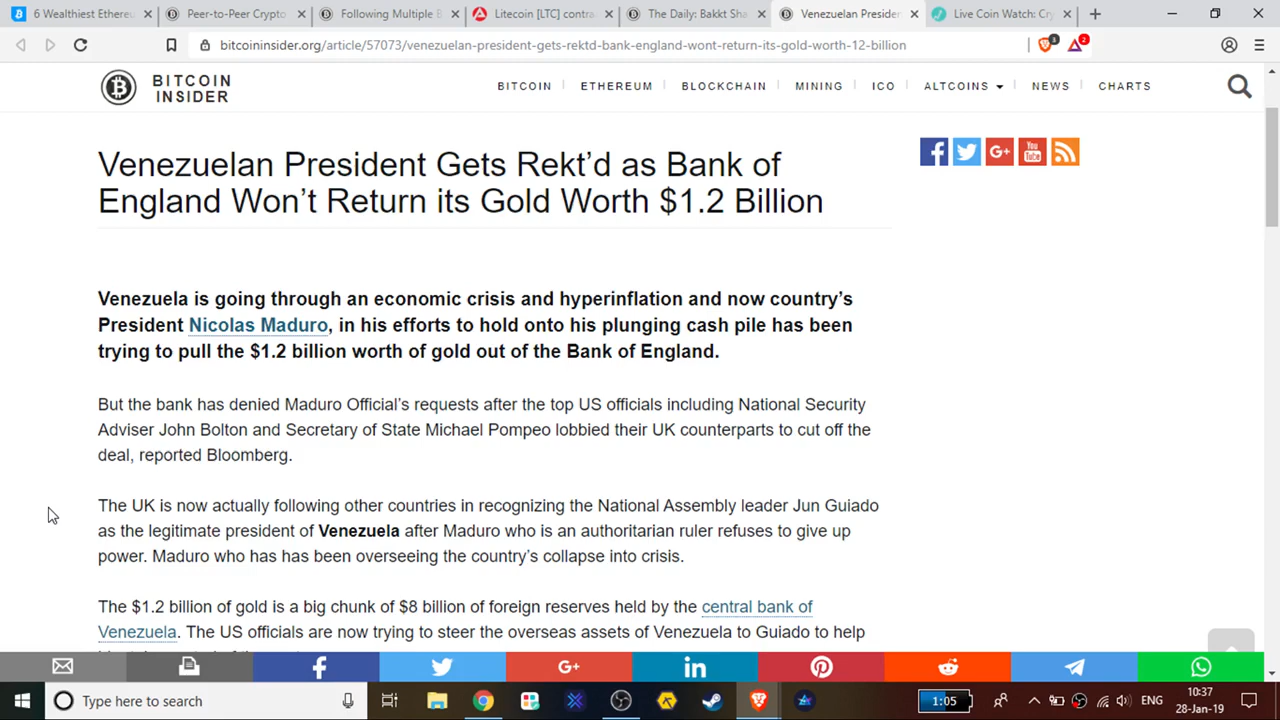 6 Wealthiest Ethere
Peer-to-Peer Crypto
Following Multiple B
Litecoin [LTC] contra
The Daily: Bakkt Sha
Venezuelan Presiden
Live Coin Watch: Cry
bitcoininsider.org/article/57073/venezuelan-president-gets-rektd-bank-england-wont-return-its-gold-worth-12-billion
3
2
BITCOIN INSIDER
BITCOIN
ETHEREUM
BLOCKCHAIN
MINING
ICO
ALTCOINS
NEWS
CHARTS
Venezuelan President Gets Rekt’d as Bank of
England Won’t Return its Gold Worth $1.2 Billion
You Tube
Venezuela is going through an economic crisis and hyperinflation and now country’s
President Nicolas Maduro, in his efforts to hold onto his plunging cash pile has been
trying to pull the $1.2 billion worth of gold out of the Bank of England.
But the bank has denied Maduro Official’s requests after the top US officials including National Security
Adviser John Bolton and Secretary of State Michael Pompeo lobbied their UK counterparts to cut off the
deal, reported Bloomberg.
The UK is now actually following other countries in recognizing the National Assembly leader Jun Guiado
as the legitimate president of Venezuela after Maduro who is an authoritarian ruler refuses to give up
power. Maduro who has has been overseeing the country’s collapse into crisis.
The $1.2 billion of gold is a big chunk of $8 billion of foreign reserves held by the central bank of
Venezuela. The US officials are now trying to steer the overseas assets of Venezuela to Guiado to help
Type here to search
1:05
ENG
10:37
28-Jan-19